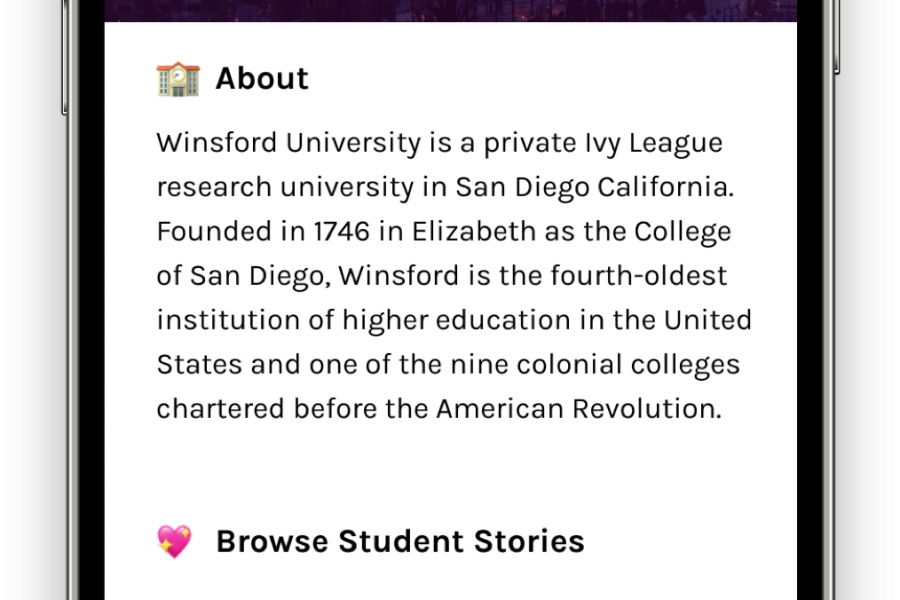 About
Winsford University is a private Ivy League
research university in San Diego California.
Founded in 1746 in Elizabeth as the College
of San Diego, Winsford is the fourth-oldest
institution of higher education in the United
States and one of the nine colonial colleges
chartered before the American Revolution.
Browse Student Stories